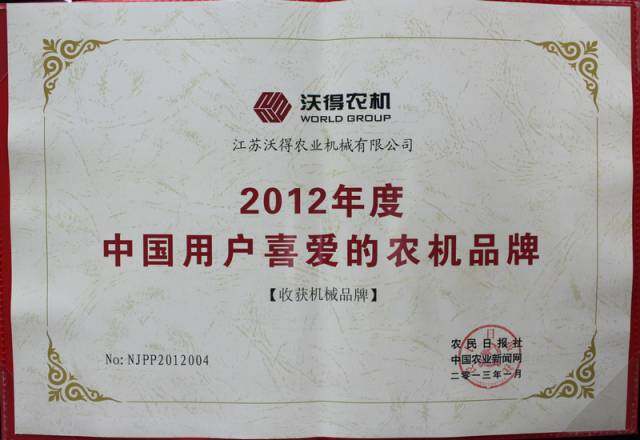 沃得农机
WORLD GROUP
江苏沃得农业机械有限公司
2012年度
中国用户喜爱的农机品牌
【收获机械品牌】
No: NJPP2012004
农民日报社
中国农业新闻网
二零一三年一月